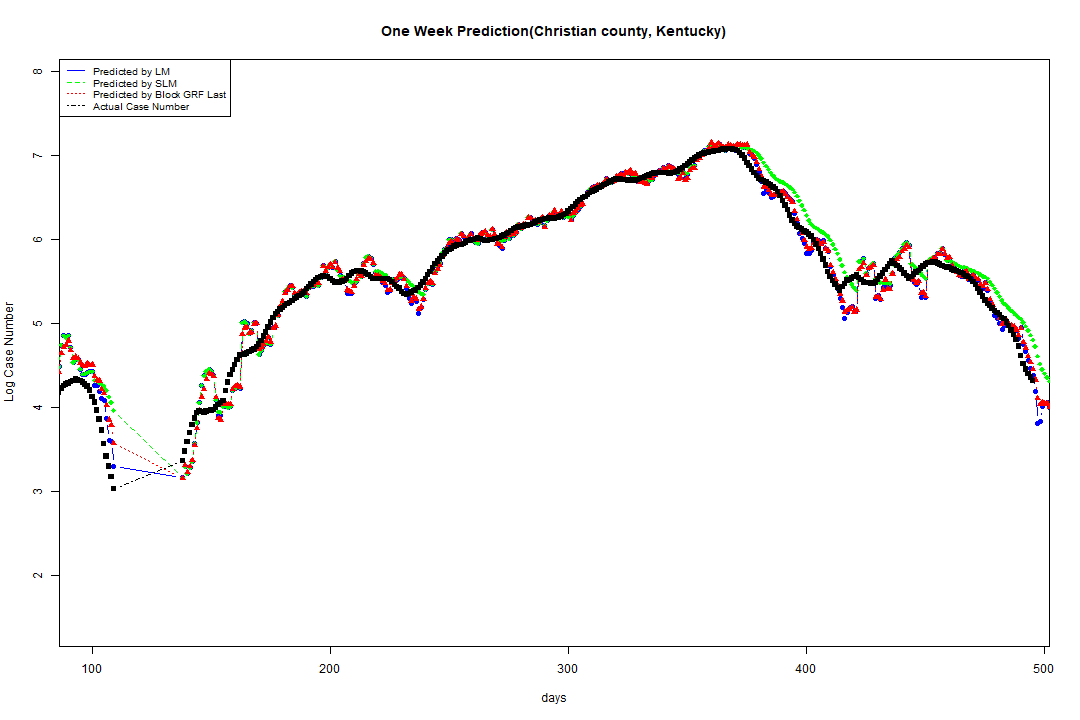 One Week Prediction(Christian county, Kentucky)
Predicted by LM
Predicted by SLM
Predicted by Block GRF Last
Actual Case Number
8
7
6
5
4
3
2
Log Case Number
100 200 300 400 500
days